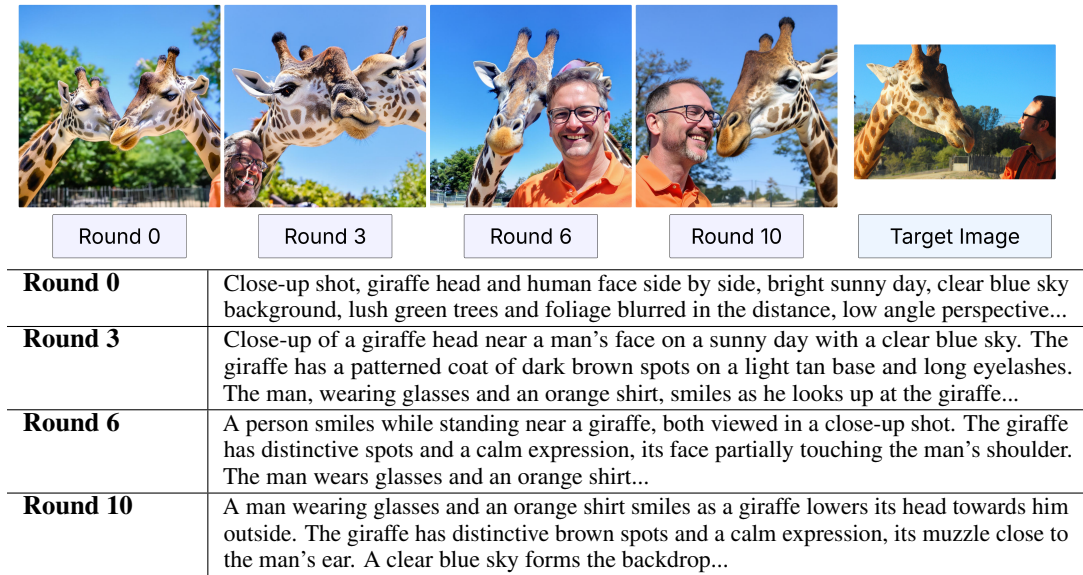 Round 0
Round 3
Round 6
Round 10
Target Image
Round 0
Close-up shot, giraffe head and human face side by side, bright sunny day, clear blue sky
background, lush green trees and foliage blurred in the distance, low angle perspective...
Round 3
Close-up of a giraffe head near a man's face on a sunny day with a clear blue sky. The
giraffe has a patterned coat of dark brown spots on a light tan base and long eyelashes.
The man, wearing glasses and an orange shirt, smiles as he looks up at the giraffe...
Round 6
A person smiles while standing near a giraffe, both viewed in a close-up shot. The giraffe
has distinctive spots and a calm expression, its face partially touching the man's shoulder.
The man wears glasses and an orange shirt...
Round 10
A man wearing glasses and an orange shirt smiles as a giraffe lowers its head towards him
outside. The giraffe has distinctive brown spots and a calm expression, its muzzle close to
the man's ear. A clear blue sky forms the backdrop...